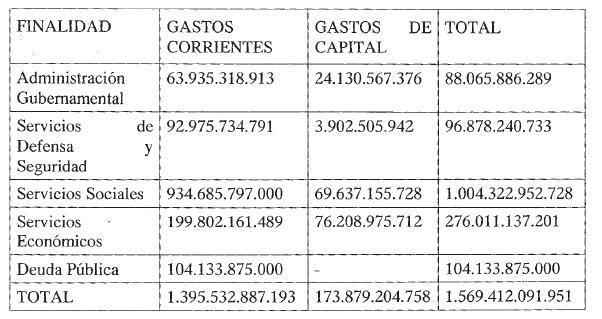 FINALIDAD GASTOS GASTOS DE TOTAL
CORRIENTES CAPITAL
Administración 63.935.318.913 24.130.567.376 88.065.886.289
Gubernamental
Servicios de 92.975.734.791 3.902.505.942 96.878.240.733
Defensa y
Seguridad
Servicios Sociales 934.685.797.000 69.637.155.728 1.004.322.952.728
Servicios 199.802.161.489 76.208.975.712 276.011.137.201
Económicos
Deuda Pública 104.133.875.000 - 104.133.875.000
TOTAL 1.395.532.887.193 173.879.204.758 1.569.412.091.951